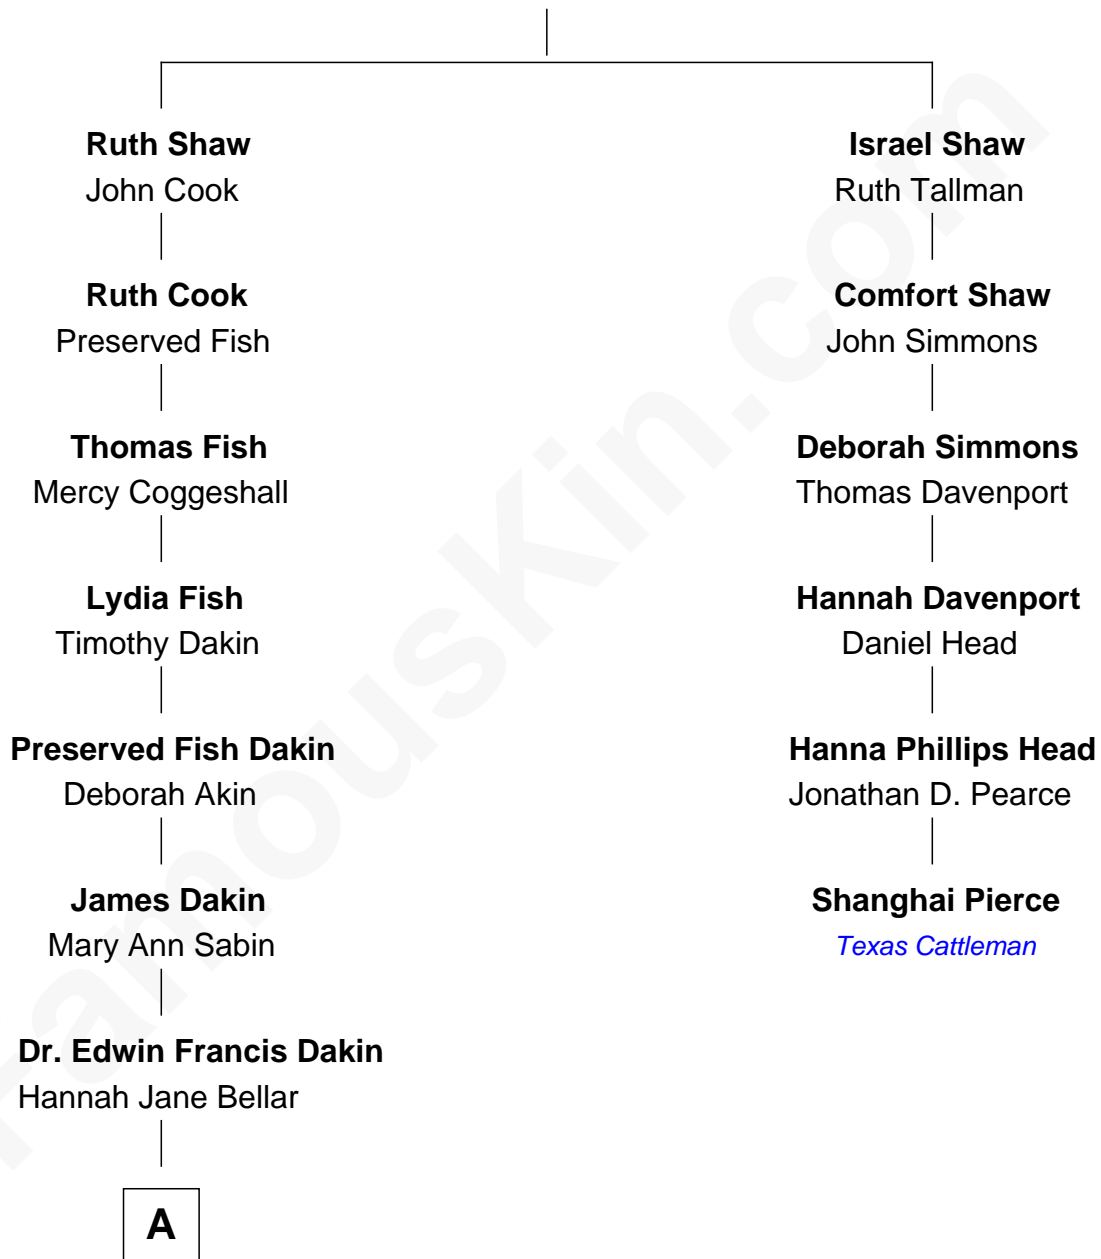 Ruth Shaw
John Cook
Israel Shaw
Ruth Tallman
Ruth Cook
Preserved Fish
Comfort Shaw
John Simmons
Thomas Fish
Mercy Coggeshall
Deborah Simmons
Thomas Davenport
Lydia Fish
Timothy Dakin
Hannah Davenport
Daniel Head
Preserved Fish Dakin
Deborah Akin
Hanna Phillips Head
Jonathan D. Pearce
James Dakin
Mary Ann Sabin
Shanghai Pierce
Texas Cattleman
Dr. Edwin Francis Dakin
Hannah Jane Bellar
A
FamousKin.com